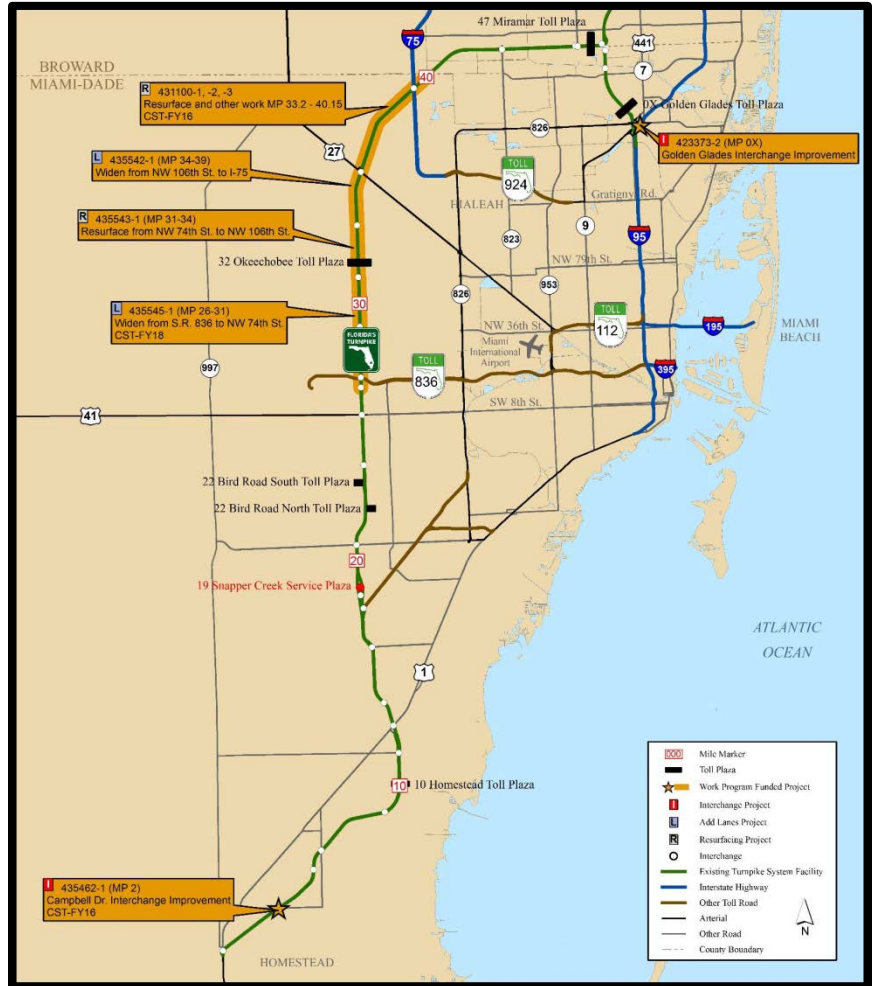 47 Miramar Toll Plaza
75
441
BROWARD
MIAMI-DADE
40
7
R 431100-1, -2, -3
Resurface and other work MP 33.2 - 40.15
CST-FY16
0X Golden Glades Toll Plaza
826
I 423373-2 (MP 0X)
Golden Glades Interchange Improvement
27
L 435542-1 (MP 34-39)
Widen from NW 106th St. to I-75
TOLL
924
HIALEAH
Gratigny Rd.
R 435543-1 (MP 31-34)
Resurface from NW 74th St. to NW 106th St.
823
9
95
32 Okeechobee Toll Plaza
NW 79th St.
953
826
30
L 435545-1 (MP 26-31)
Widen from S.R. 836 to NW 74th St.
CST-FY18
NW 36th St.
TOLL
112
195
MIAMI
BEACH
FLORIDA'S
TURNPIKE
Miami
International
Airport
997
TOLL
836
395
SW 8th St.
41
22 Bird Road South Toll Plaza
22 Bird Road North Toll Plaza
20
19 Snapper Creek Service Plaza
ATLANTIC
OCEAN
1
10
10 Homestead Toll Plaza
I 435462-1 (MP 2)
Campbell Dr. Interchange Improvement
CST-FY16
HOMESTEAD
000 Mile Marker
Toll Plaza
Work Program Funded Project
I Interchange Project
L Add Lanes Project
R Resurfacing Project
Interchange
Existing Turnpike System Facility
Interstate Highway
Other Toll Road
Arterial
Other Road
County Boundary
N